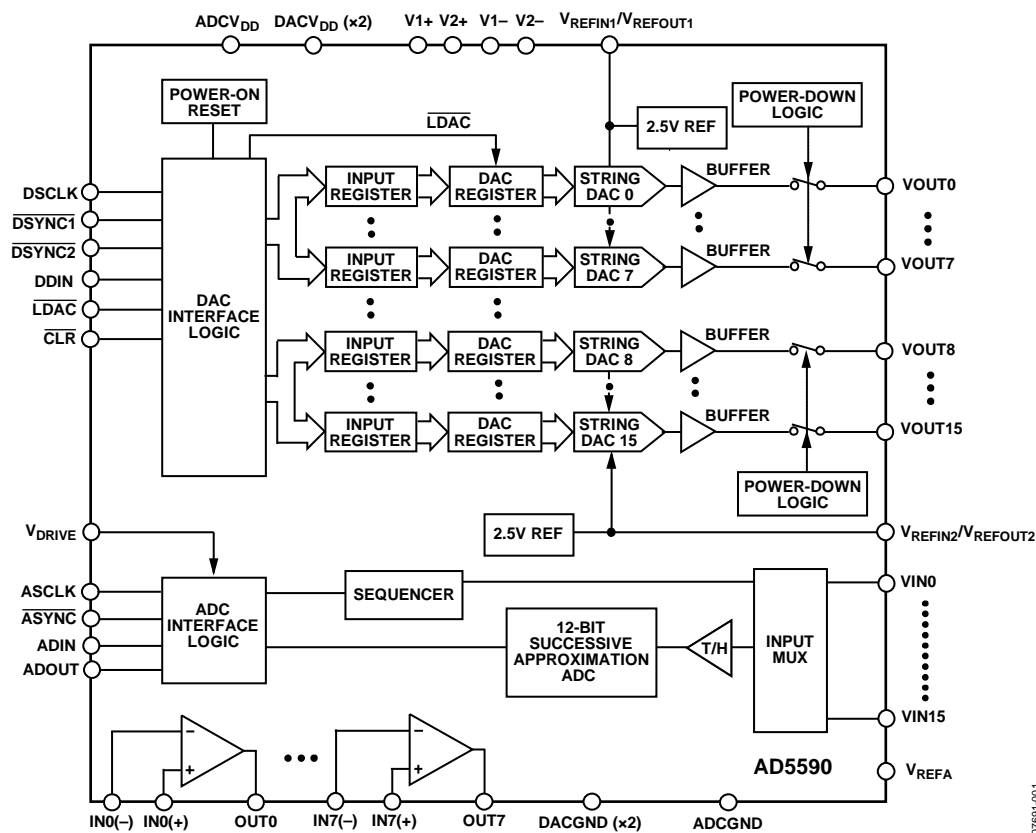 ADCVDD
DACVDD (×2)
V1+ V2+ V1– V2–
VREFIN1/VREFOUT1
POWER-ON
RESET
LDAC
2.5V REF
POWER-DOWN
LOGIC
DSCLK
DSYNC1
DSYNC2
DDIN
LDAC
CLR
DAC
INTERFACE
LOGIC
INPUT
REGISTER
DAC
REGISTER
STRING
DAC 0
BUFFER
VOUT0
INPUT
REGISTER
DAC
REGISTER
STRING
DAC 7
BUFFER
VOUT7
INPUT
REGISTER
DAC
REGISTER
STRING
DAC 8
BUFFER
VOUT8
INPUT
REGISTER
DAC
REGISTER
STRING
DAC 15
BUFFER
VOUT15
POWER-DOWN
LOGIC
VDRIVE
2.5V REF
VREFIN2/VREFOUT2
ASCLK
ASYNC
ADIN
ADOUT
ADC
INTERFACE
LOGIC
SEQUENCER
12-BIT
SUCCESSIVE
APPROXIMATION
ADC
T/H
INPUT
MUX
VIN0
VIN15
– +
– +
AD5590
VREFA
IN0(–)
IN0(+)
OUT0
IN7(–)
IN7(+)
OUT7
DACGND (×2)
ADCGND